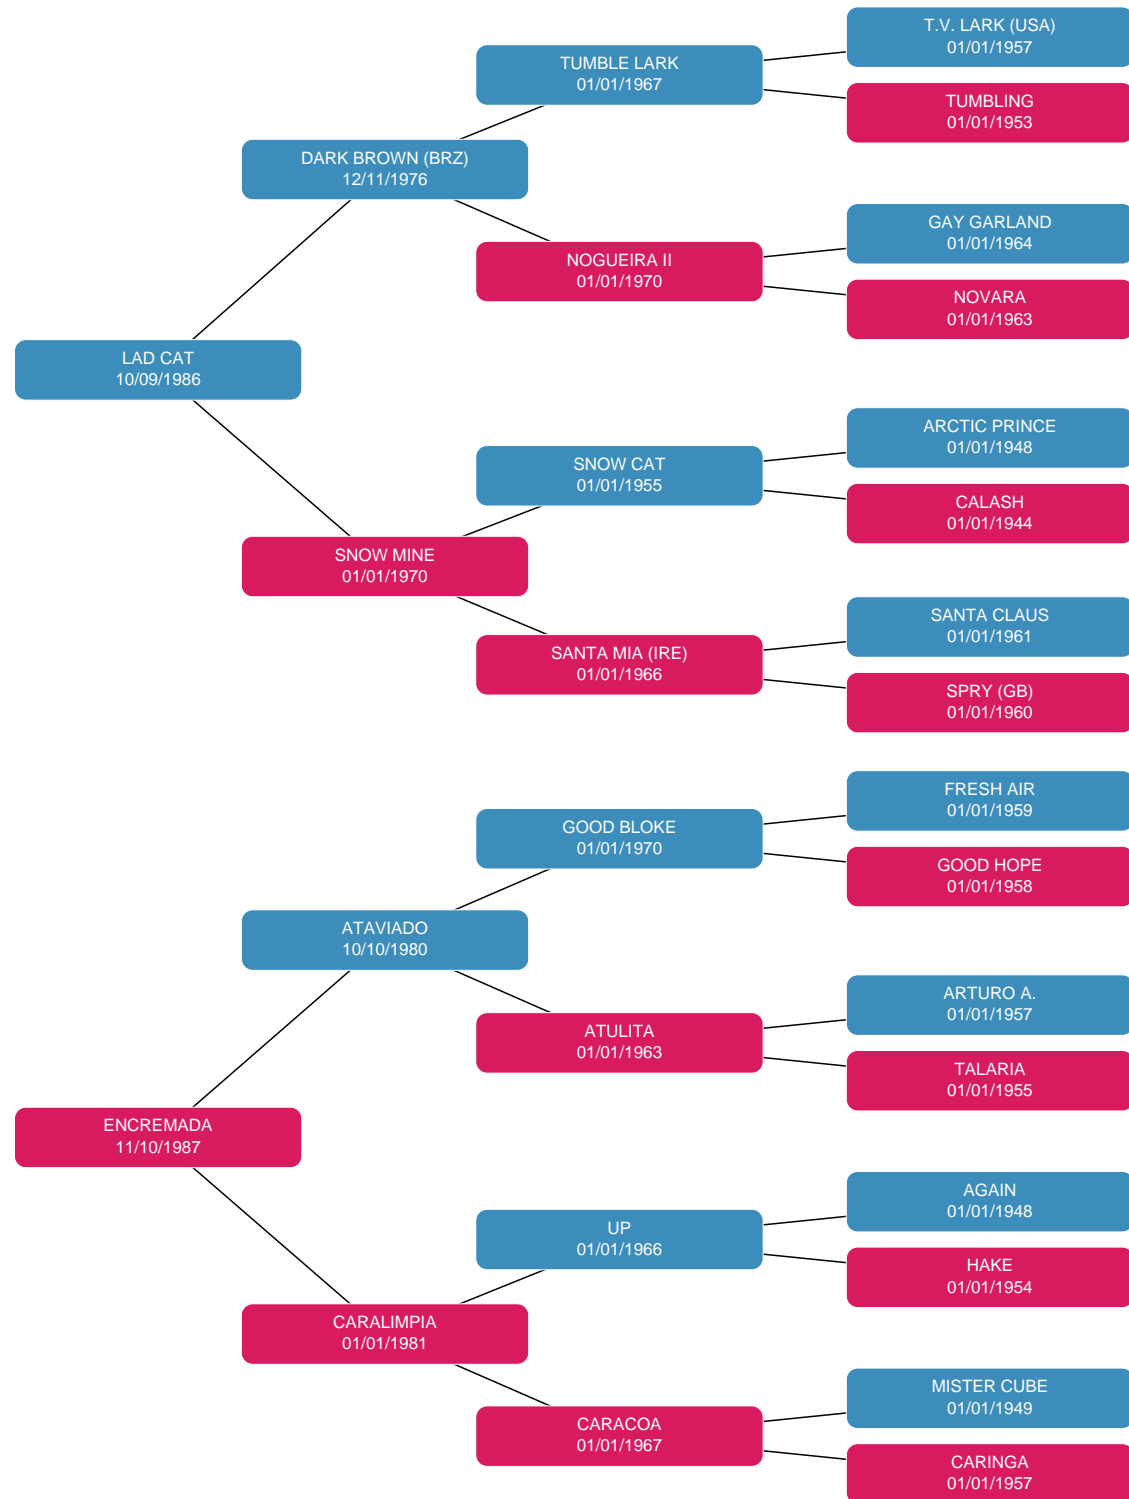 T.V. LARK (USA)
01/01/1957
TUMBLE LARK
01/01/1967
TUMBLING
01/01/1953
DARK BROWN (BRZ)
12/11/1976
GAY GARLAND
01/01/1964
NOGUEIRA II
01/01/1970
NOVARA
01/01/1963
LAD CAT
10/09/1986
ARCTIC PRINCE
01/01/1948
SNOW CAT
01/01/1955
CALASH
01/01/1944
SNOW MINE
01/01/1970
SANTA CLAUS
01/01/1961
SANTA MIA (IRE)
01/01/1966
SPRY (GB)
01/01/1960
FRESH AIR
01/01/1959
GOOD BLOKE
01/01/1970
GOOD HOPE
01/01/1958
ATAVIADO
10/10/1980
ARTURO A.
01/01/1957
ATULITA
01/01/1963
TALARIA
01/01/1955
ENCREMADA
11/10/1987
AGAIN
01/01/1948
UP
01/01/1966
HAKE
01/01/1954
CARALIMPIA
01/01/1981
MISTER CUBE
01/01/1949
CARACOA
01/01/1967
CARINGA
01/01/1957